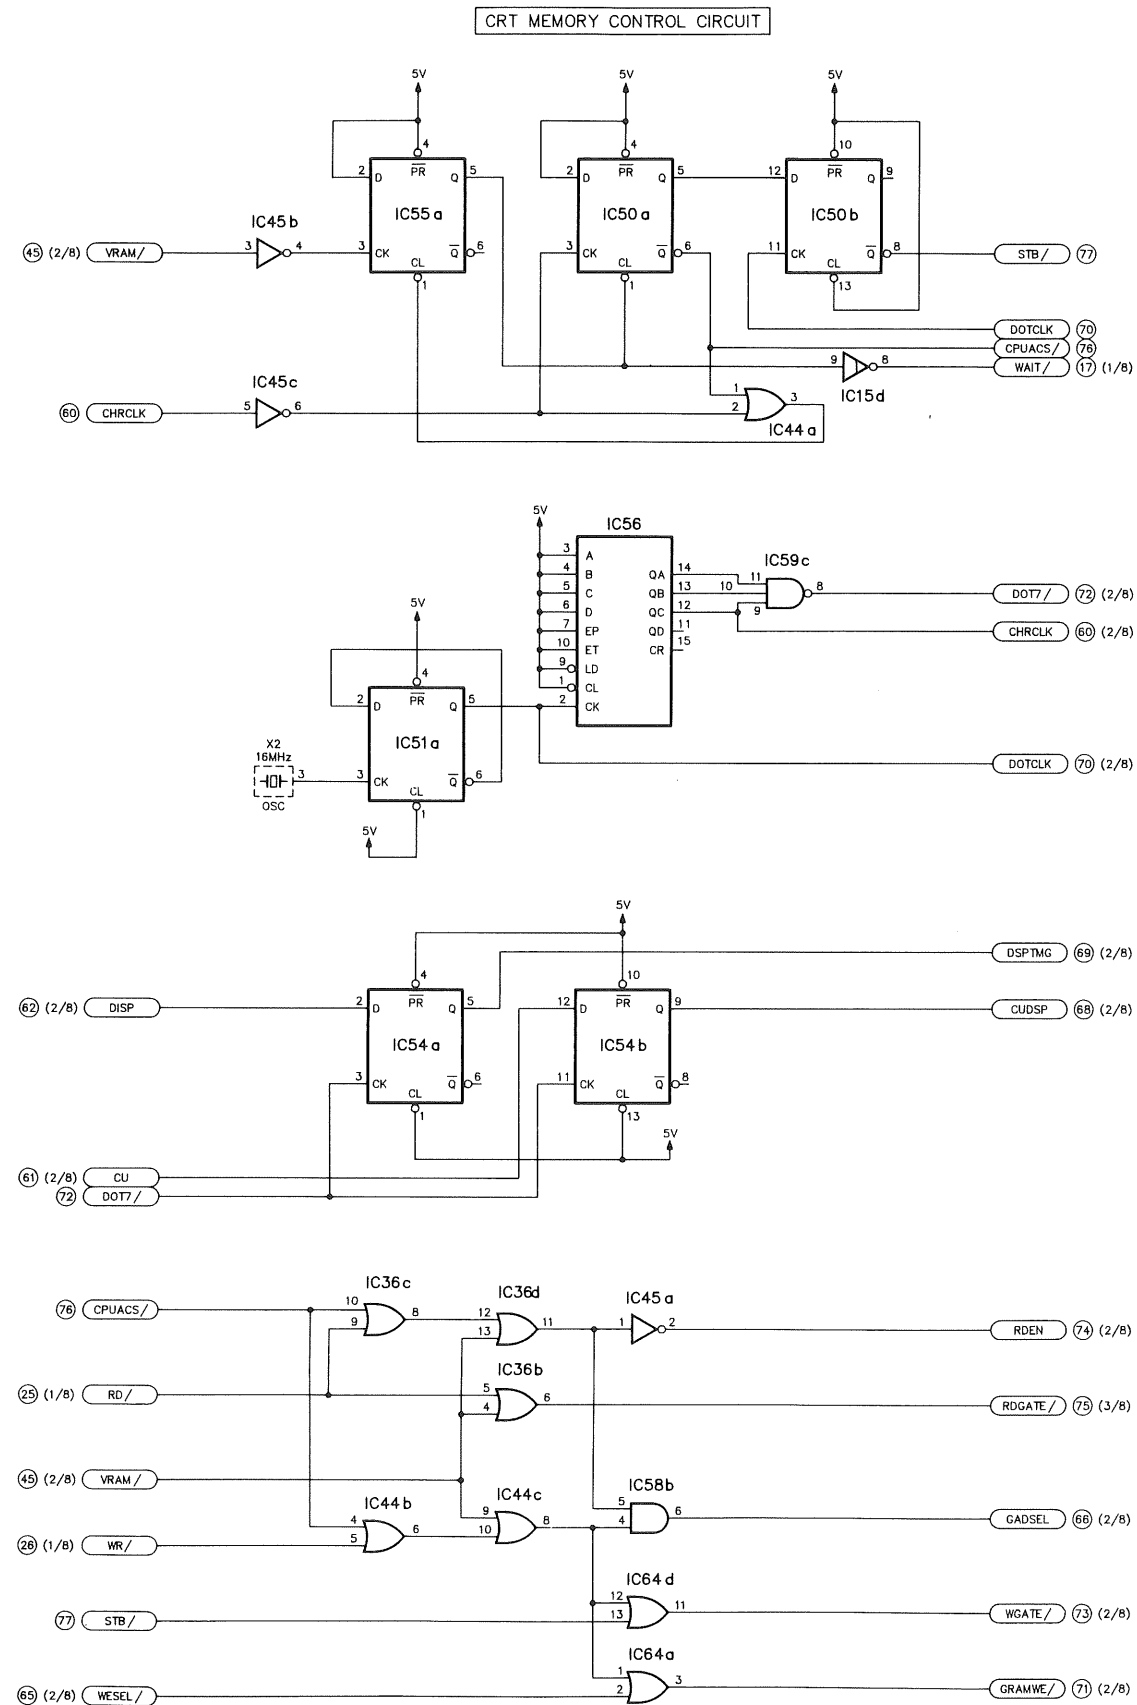 CRT MEMORY CONTROL CIRCUIT
5V 5V 5V
4 4 10
2 D PR Q 5 2 D PR Q 5 12 D PR Q 9
IC55a IC50a IC50b
IC45b
45 (2/8) VRAM/ 3 4 3 CK CL Q 6 3 CK CL Q 6 11 CK CL Q 8 STB/ 77
1 1 13
DOTCLK 70
CPUACS/ 76
9 8 WAIT/ 17 (1/8)
IC15d
IC45c
60 CHRCLK 5 6 1 2 3
IC44a
5V IC56
3 A
4 B QA 14
5 C QB 13
6 D QC 12
7 EP QD 11
10 ET CR 15
9 LD
1 CL
2 CK
IC59c
11 10 9 8 DOT7/ 72 (2/8)
CHRCLK 60 (2/8)
5V
4
2 D PR Q 5
IC51a
X2
16MHz
3 3 CK CL Q 6
OSC
1
5V
DOTCLK 70 (2/8)
5V
DSPTMG 69 (2/8)
4 10
62 (2/8) DISP 2 D PR Q 5 12 D PR Q 9 CUDSP 68 (2/8)
IC54a IC54b
3 CK CL Q 6 11 CK CL Q 8
1 13
5V
61 (2/8) CU
72 DOT7/
IC36c IC36d IC45a
76 CPUACS/ 10 9 8 12 13 11 1 2 RDEN 74 (2/8)
IC36b
25 (1/8) RD/ 5 4 6 RDGATE/ 75 (3/8)
45 (2/8) VRAM/
IC44b IC44c IC58b
4 5 6 9 10 8 5 4 6 GADSEL 66 (2/8)
26 (1/8) WR/
IC64d
77 STB/ 12 13 11 WGATE/ 73 (2/8)
IC64a
65 (2/8) WESEL/ 1 2 3 GRAMWE/ 71 (2/8)